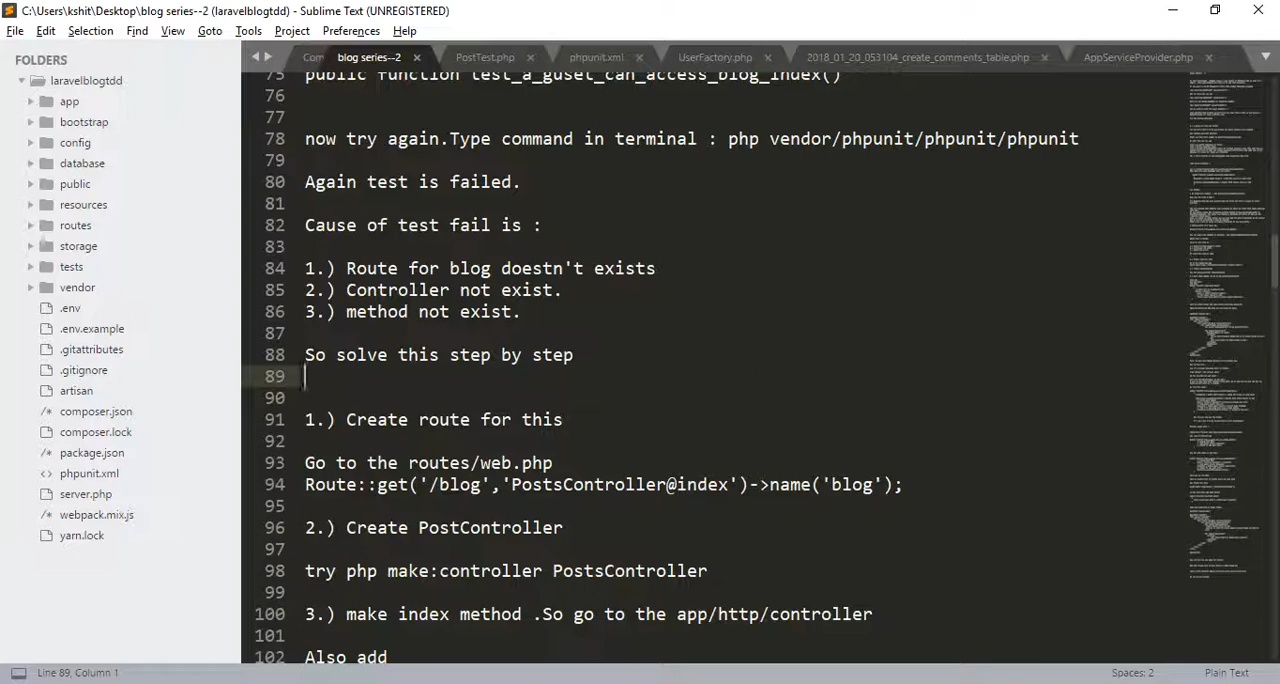 C:\Users\kshit\Desktop\blog series--2 (laravelblogtdd) - Sublime Text (UNREGISTERED)
File Edit Selection Find View Goto Tools Project Preferences Help
FOLDERS
laravelblogtdd
app
bootstrap
config
database
public
resources
routes
storage
tests
vendor
.env
.env.example
.gitattributes
.gitignore
artisan
/* composer.json
/* composer.lock
/* package.json
<> phpunit.xml
server.php
/* webpack.mix.js
yarn.lock
Com blog series--2 PostTest.php phpunit.xml UserFactory.php 2018_01_20_053104_create_comments_table.php AppServiceProvider.php
75 public function test_a_guset_can_access_blog_index()
76
77
78 now try again.Type command in terminal : php vendor/phpunit/phpunit/phpunit
79
80 Again test is failed.
81
82 Cause of test fail is :
83
84 1.) Route for blog doestn't exists
85 2.) Controller not exist.
86 3.) method not exist.
87
88 So solve this step by step
89
90
91 1.) Create route for this
92
93 Go to the routes/web.php
94 Route::get('/blog','PostsController@index')->name('blog');
95
96 2.) Create PostController
97
98 try php make:controller PostsController
99
100 3.) make index method .So go to the app/http/controller
101
102 Also add
Line 89, Column 1 Spaces: 2 Plain Text